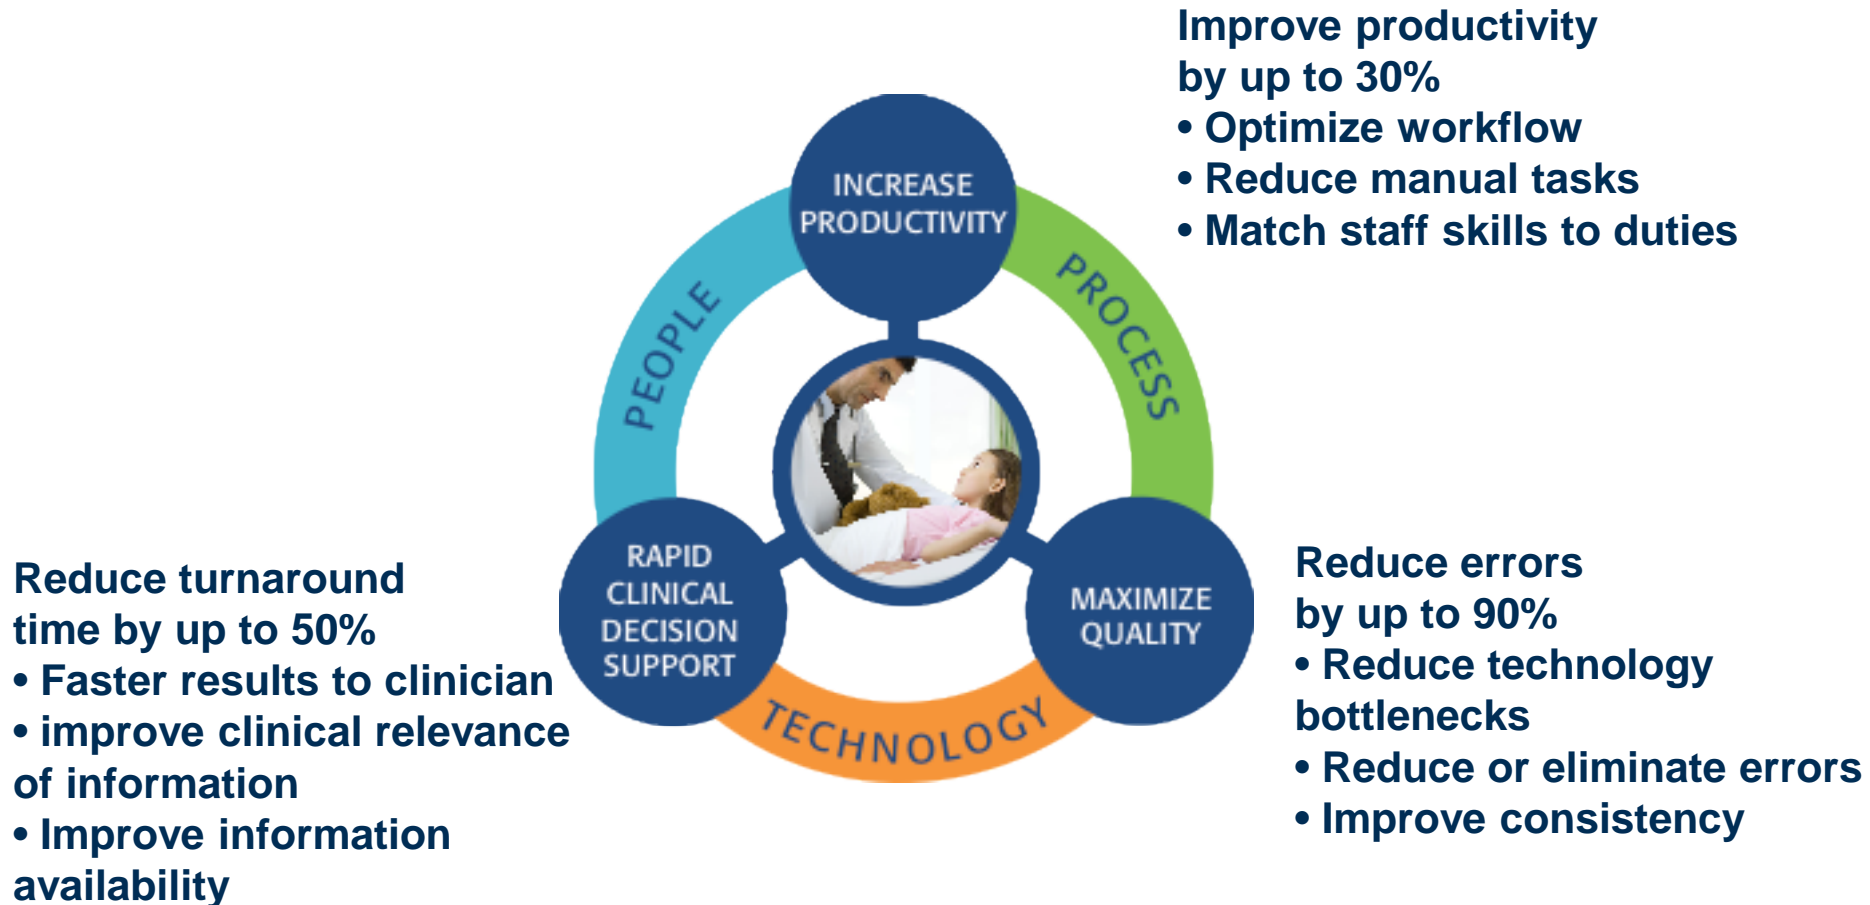 Improve productivity
by up to 30%
• Optimize workflow
• Reduce manual tasks
• Match staff skills to duties
INCREASE
PRODUCTIVITY
PEOPLE
PROCESS
RAPID
CLINICAL
DECISION
SUPPORT
MAXIMIZE
QUALITY
TECHNOLOGY
Reduce turnaround
time by up to 50%
• Faster results to clinician
• improve clinical relevance
of information
• Improve information
availability
Reduce errors
by up to 90%
• Reduce technology
bottlenecks
• Reduce or eliminate errors
• Improve consistency